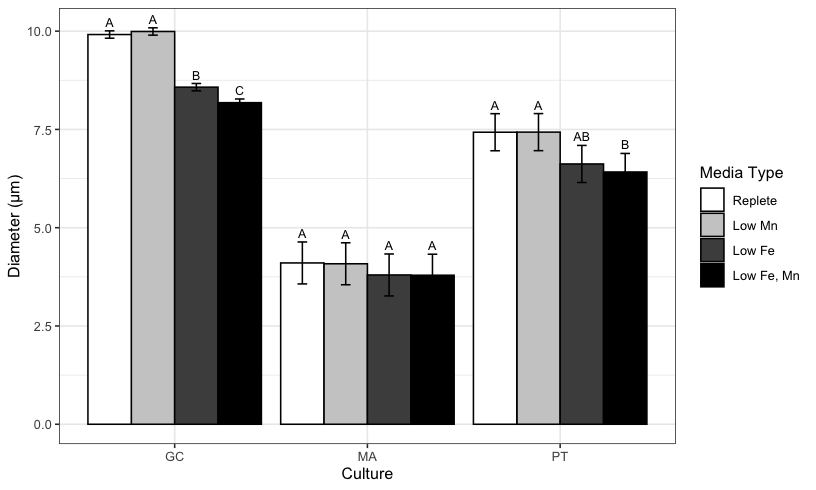 A A B C
A A A A
A A AB B
10.0
7.5
5.0
2.5
0.0
Diameter (µm)
GC MA PT
Culture
Media Type
Replete
Low Mn
Low Fe
Low Fe, Mn